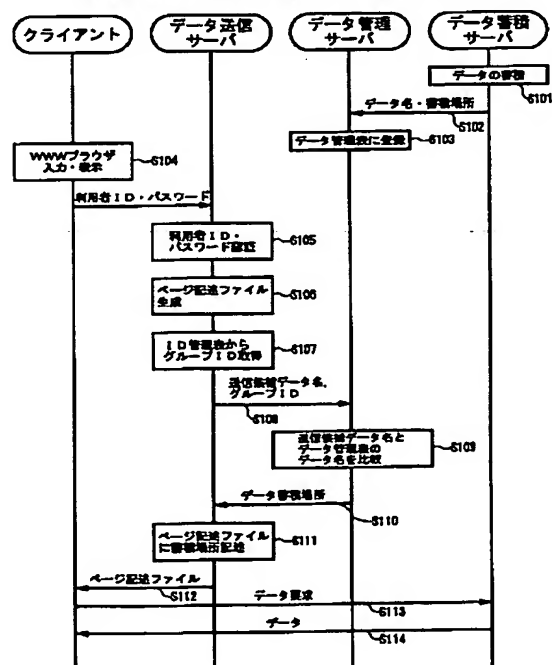 クライアント
データ送信
サーバ
データ管理
サーバ
データ蓄積
サーバ
データの蓄積
S101
データ名・蓄積場所
S102
データ管理表に登録
S103
WWWブラウザ
入力・表示
S104
利用者ID・パスワード
利用者ID・
パスワード認証
S105
ページ記述ファイル
生成
S106
ID管理表から
グループID取得
S107
送信候補データ名,
グループID
S108
送信候補データ名と
データ管理表の
データ名を比較
S109
データ蓄積場所
S110
ページ記述ファイル
に蓄積場所記述
S111
ページ記述ファイル
S112
データ要求
S113
データ
S114